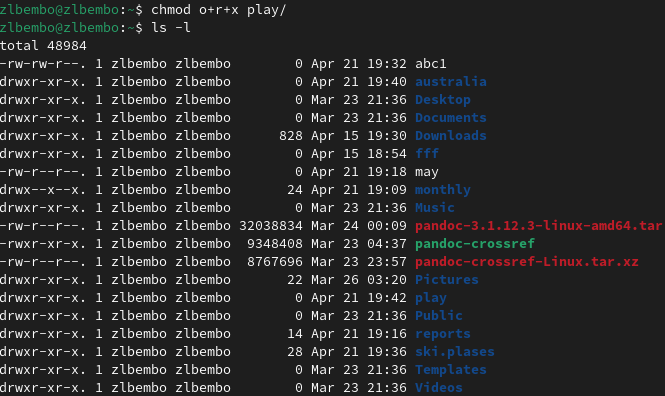 zlbembo@zlbembo:~$ chmod o+r+x play/
zlbembo@zlbembo:~$ ls -l
total 48984
-rw-rw-r--. 1 zlbembo zlbembo        0 Apr 21 19:32 abc1
drwxr-xr-x. 1 zlbembo zlbembo        0 Apr 21 19:40 australia
drwxr-xr-x. 1 zlbembo zlbembo        0 Mar 23 21:36 Desktop
drwxr-xr-x. 1 zlbembo zlbembo        0 Mar 23 21:36 Documents
drwxr-xr-x. 1 zlbembo zlbembo      828 Apr 15 19:30 Downloads
drwxr-xr-x. 1 zlbembo zlbembo        0 Apr 15 18:54 fff
-rw-r--r--. 1 zlbembo zlbembo        0 Apr 21 19:18 may
drwx--x--x. 1 zlbembo zlbembo       24 Apr 21 19:09 monthly
drwxr-xr-x. 1 zlbembo zlbembo        0 Mar 23 21:36 Music
-rw-r--r--. 1 zlbembo zlbembo 32038834 Mar 24 00:09 pandoc-3.1.12.3-linux-amd64.tar
-rwxr-xr-x. 1 zlbembo zlbembo  9348408 Mar 23 04:37 pandoc-crossref
-rw-r--r--. 1 zlbembo zlbembo  8767696 Mar 23 23:57 pandoc-crossref-Linux.tar.xz
drwxr-xr-x. 1 zlbembo zlbembo       22 Mar 26 03:20 Pictures
drwxr-xr-x. 1 zlbembo zlbembo        0 Apr 21 19:42 play
drwxr-xr-x. 1 zlbembo zlbembo        0 Mar 23 21:36 Public
drwxr-xr-x. 1 zlbembo zlbembo       14 Apr 21 19:16 reports
drwxr-xr-x. 1 zlbembo zlbembo       28 Apr 21 19:36 ski.plases
drwxr-xr-x. 1 zlbembo zlbembo        0 Mar 23 21:36 Templates
drwxr-xr-x. 1 zlbembo zlbembo        0 Mar 23 21:36 Videos